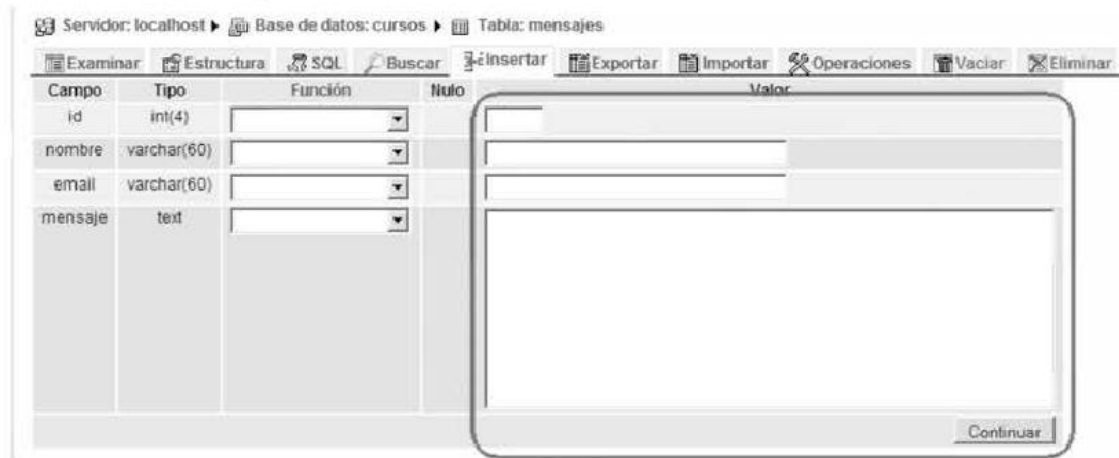 Servidor: localhost ▸ Base de datos: cursos ▸ Tabla: mensajes
Examinar Estructura SQL Buscar Insertar Exportar Importar Operaciones Vaciar Eliminar
Campo Tipo Función Nulo Valor
id int(4)
nombre varchar(60)
email varchar(60)
mensaje text
Continuar